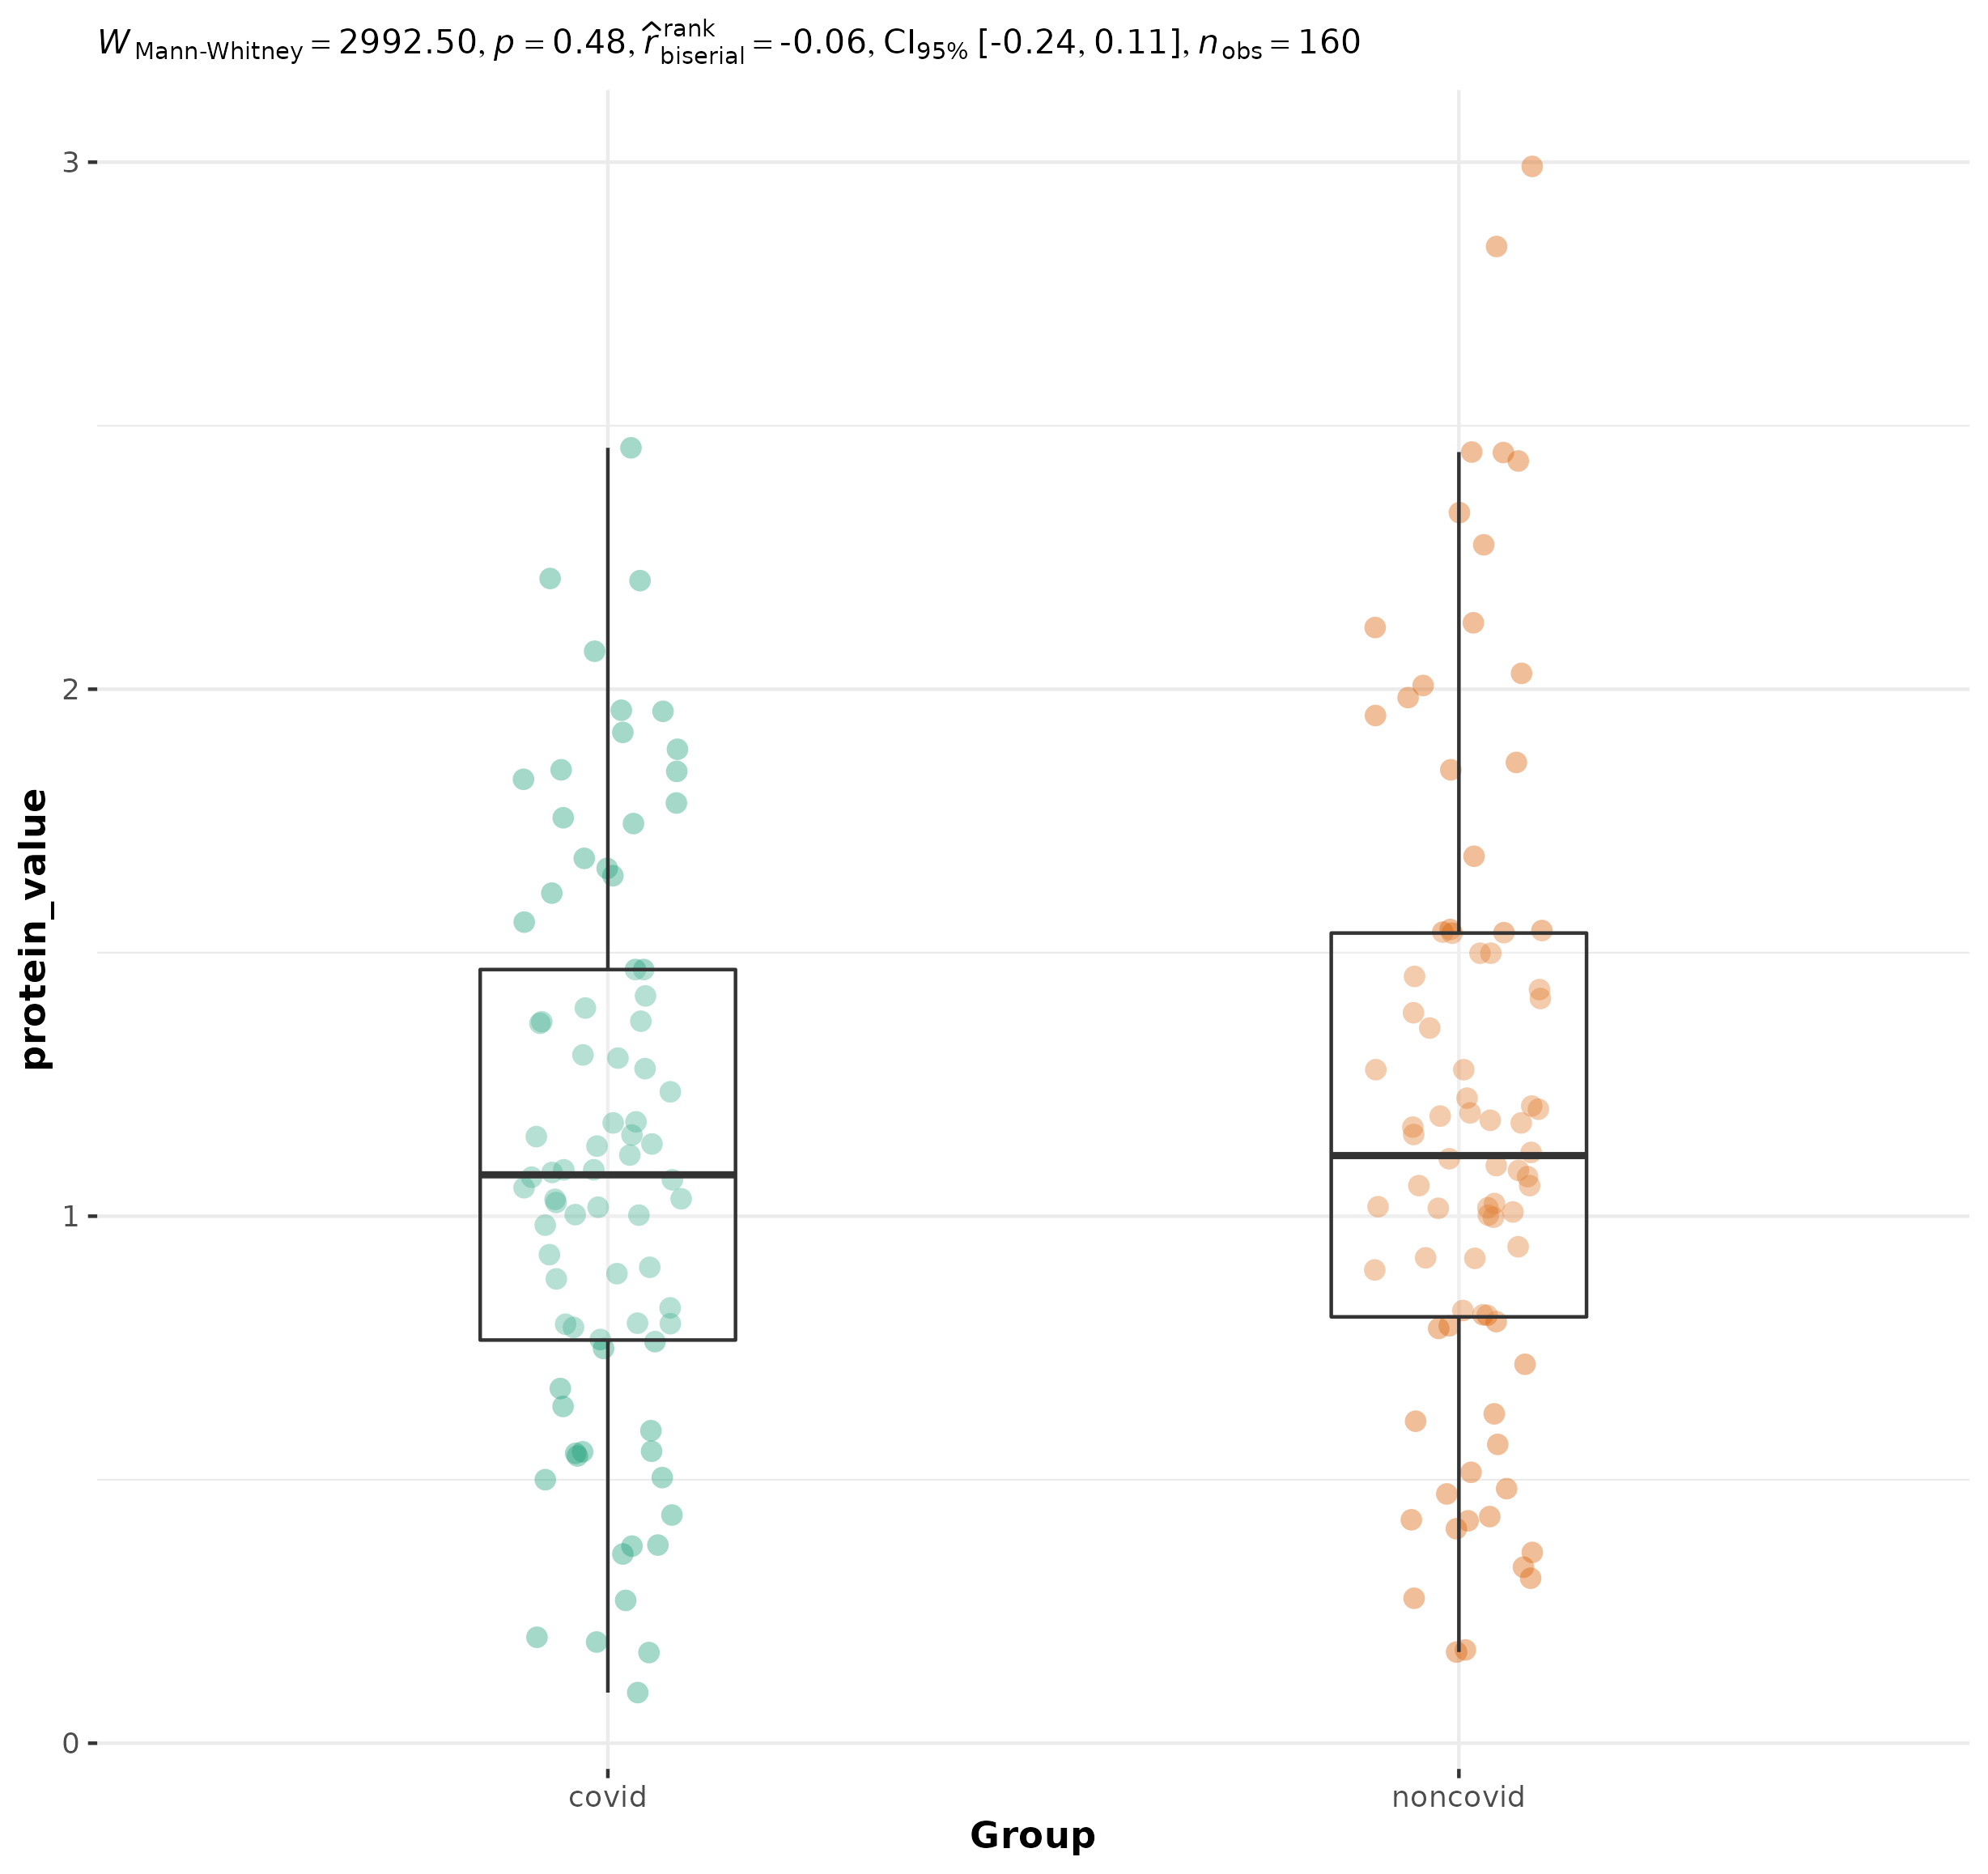 W Mann-Whitney = 2992.50, p = 0.48, r̂ rank biserial = -0.06, CI95% [-0.24, 0.11], nobs = 160
protein_value
3
2
1
0
covid noncovid
Group